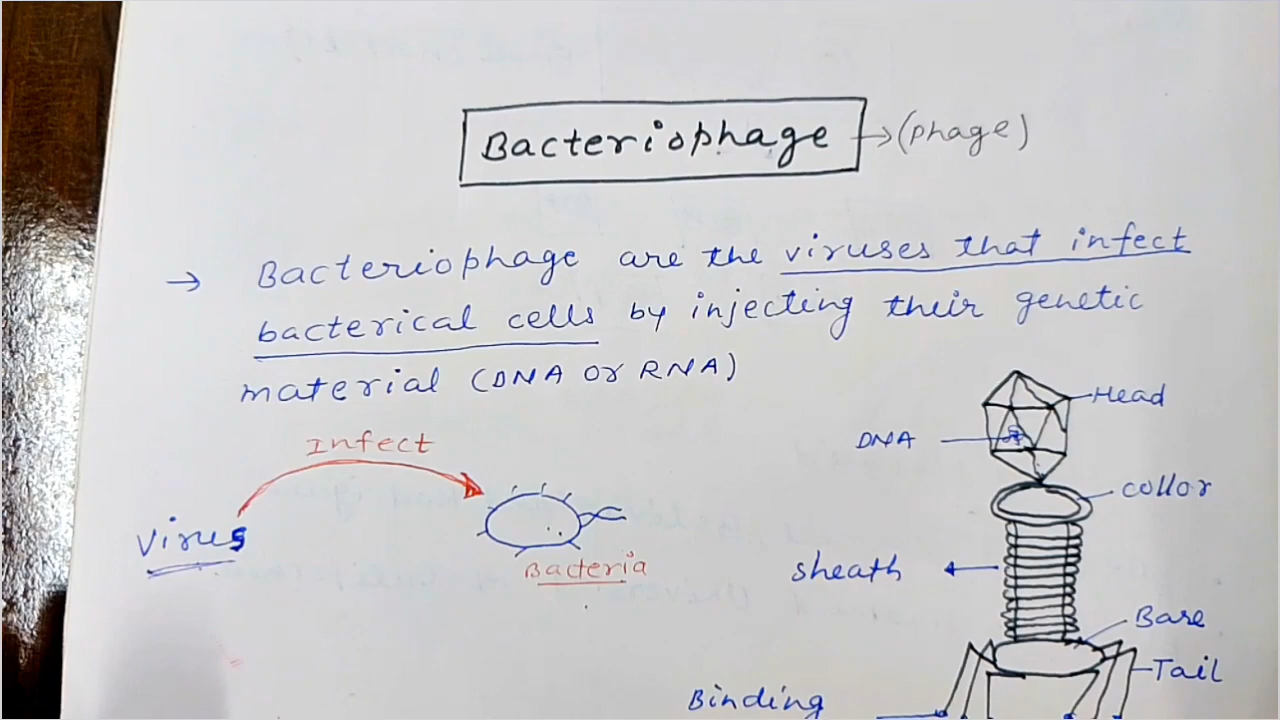 Bacteriophage → (phage)
→ Bacteriophage are the viruses that infect
bacterical cells by injecting their genetic
material (DNA or RNA)
Infect
Virus
Bacteria
Head
DNA
collor
sheath
Base
Tail
Binding